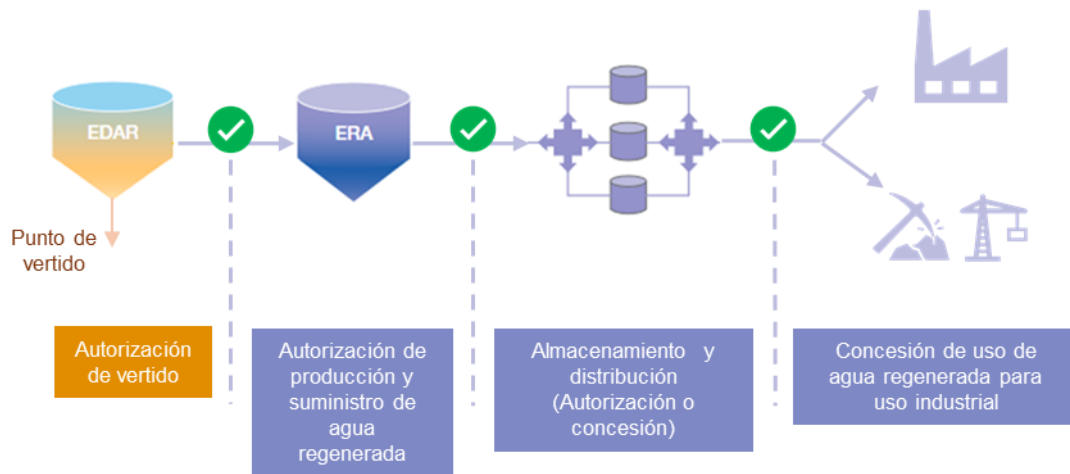 EDAR
ERA
Punto de
vertido
Autorización
de vertido
Autorización de
producción y
suministro de
agua
regenerada
Almacenamiento y
distribución
(Autorización o
concesión)
Concesión de uso de
agua regenerada para
uso industrial